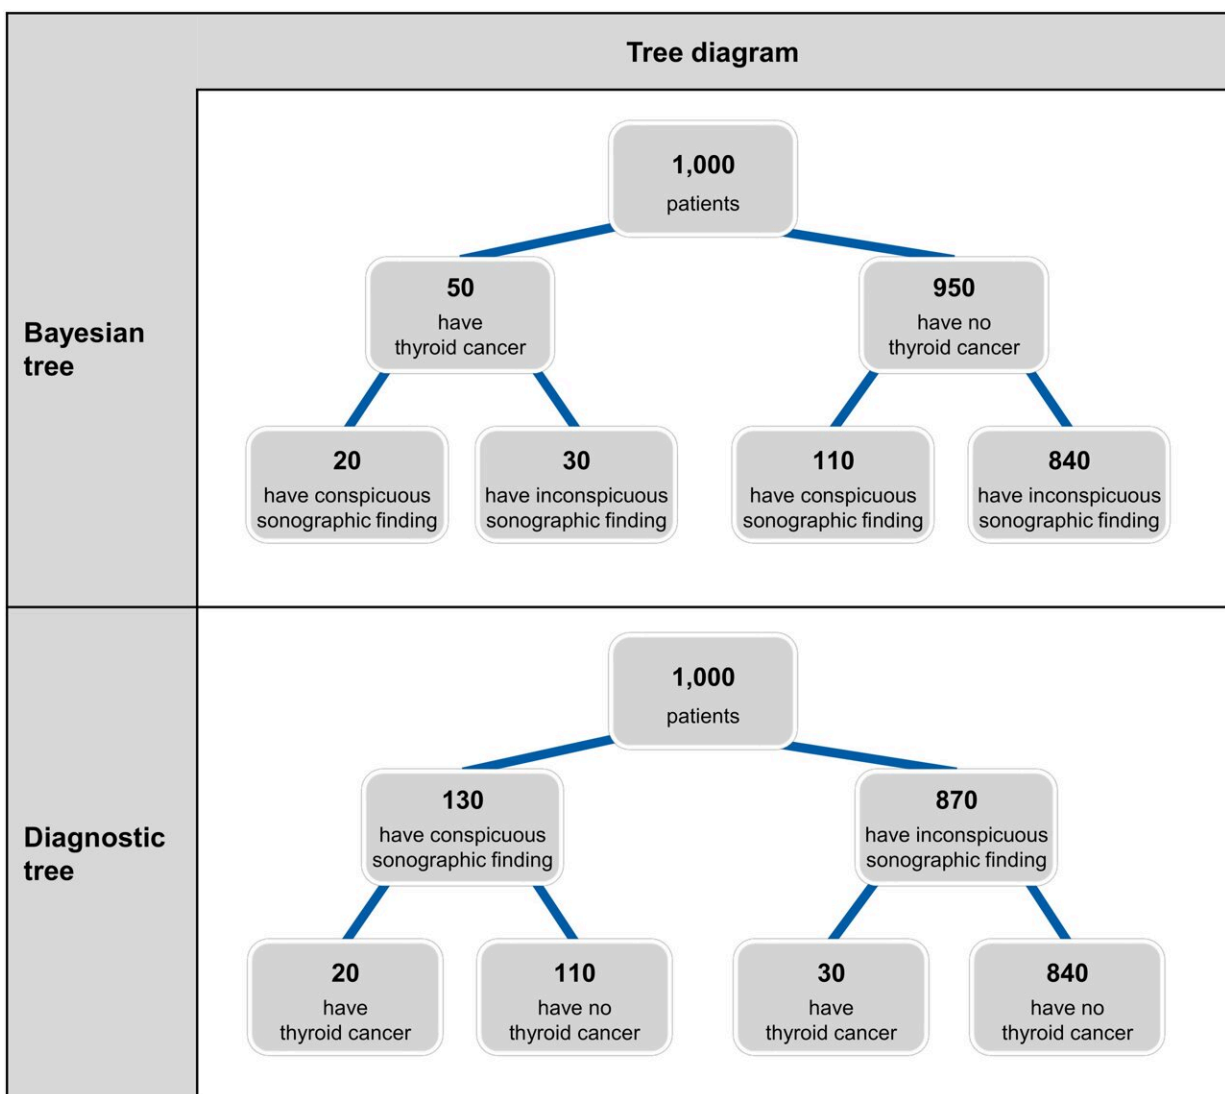 Tree diagram
Bayesian
tree
1,000
patients
50
have
thyroid cancer
950
have no
thyroid cancer
20
have conspicuous
sonographic finding
30
have inconspicuous
sonographic finding
110
have conspicuous
sonographic finding
840
have inconspicuous
sonographic finding
Diagnostic
tree
1,000
patients
130
have conspicuous
sonographic finding
870
have inconspicuous
sonographic finding
20
have
thyroid cancer
110
have no
thyroid cancer
30
have
thyroid cancer
840
have no
thyroid cancer